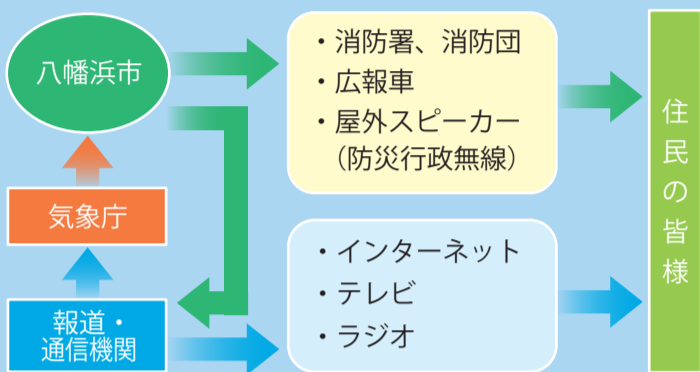 八幡浜市
気象庁
報道・
通信機関
・消防署、消防団
・広報車
・屋外スピーカー
（防災行政無線）
・インターネット
・テレビ
・ラジオ
住民の皆様